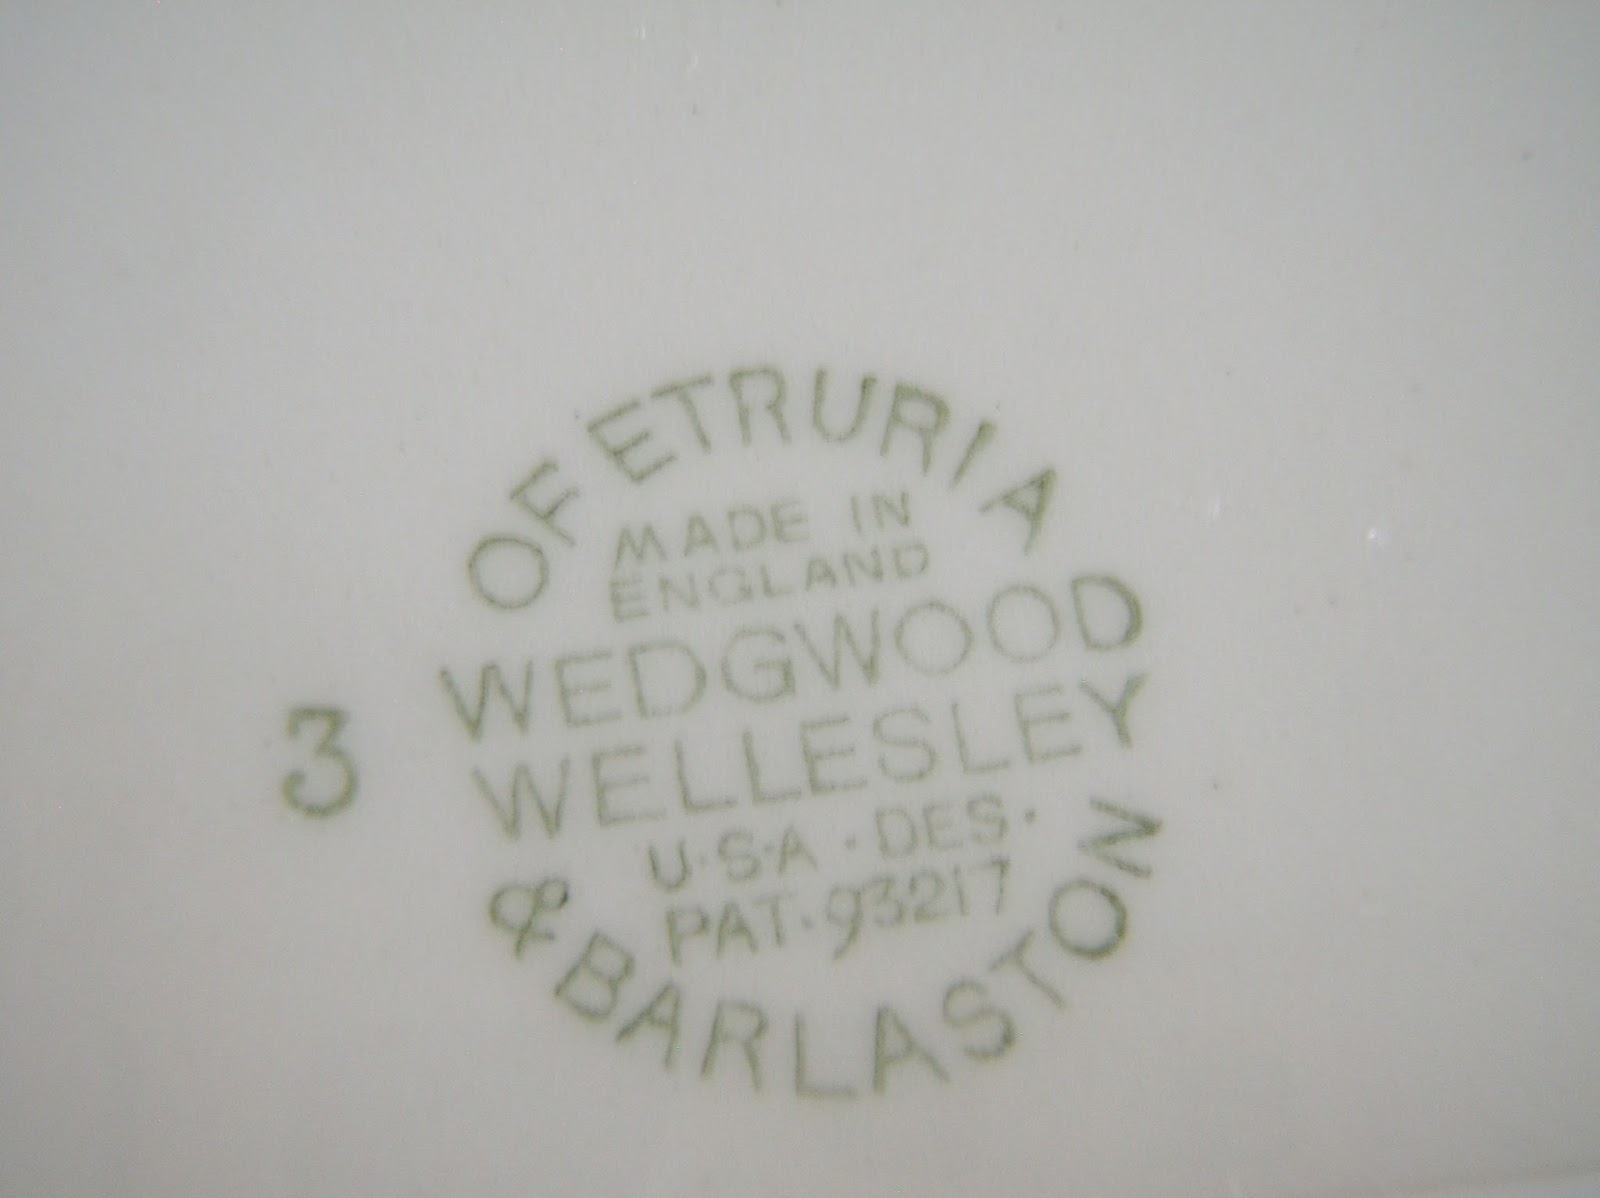 OF ETRURIA
MADE IN
ENGLAND
WEDGWOOD
WELLESLEY
U·S·A · DES·
PAT·93217
& BARLASTON
3